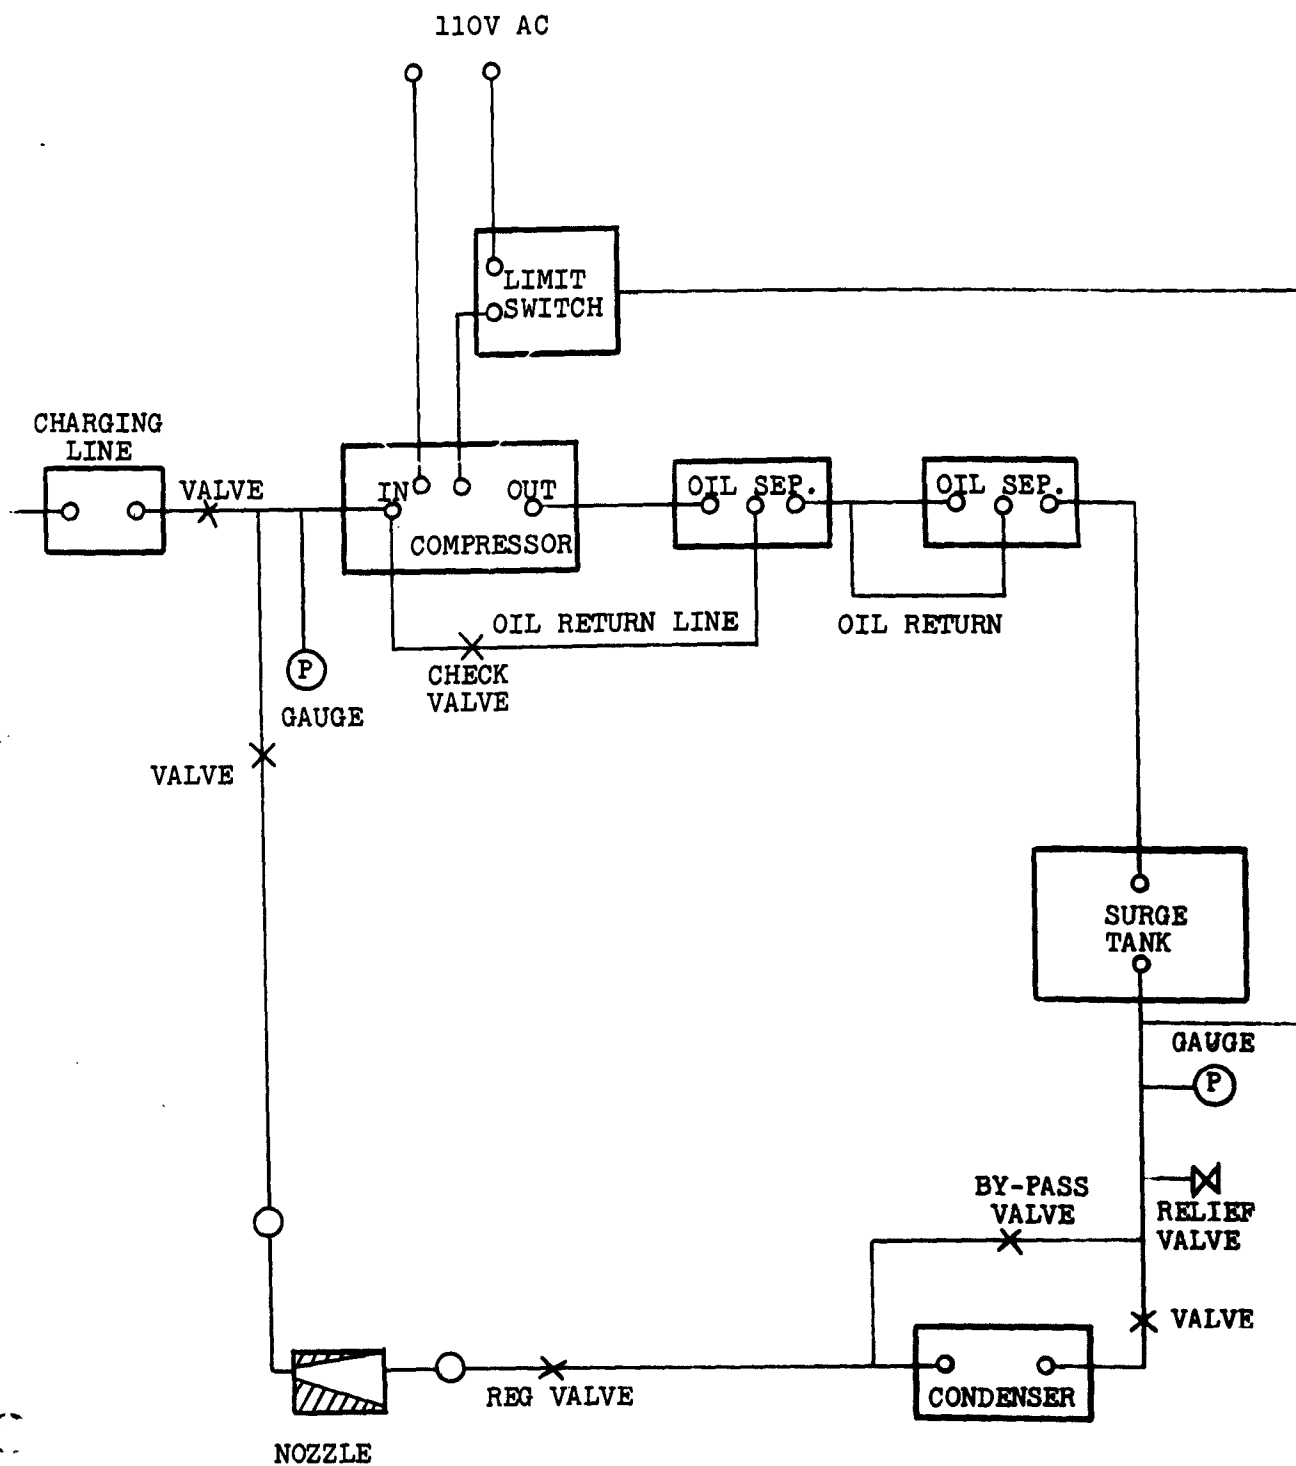 110V AC
LIMIT
SWITCH
CHARGING
LINE
VALVE
IN
OUT
COMPRESSOR
OIL SEP.
OIL SEP.
OIL RETURN LINE
OIL RETURN
CHECK
VALVE
P
GAUGE
VALVE
SURGE
TANK
GAUGE
P
BY-PASS
VALVE
RELIEF
VALVE
VALVE
REG VALVE
CONDENSER
NOZZLE